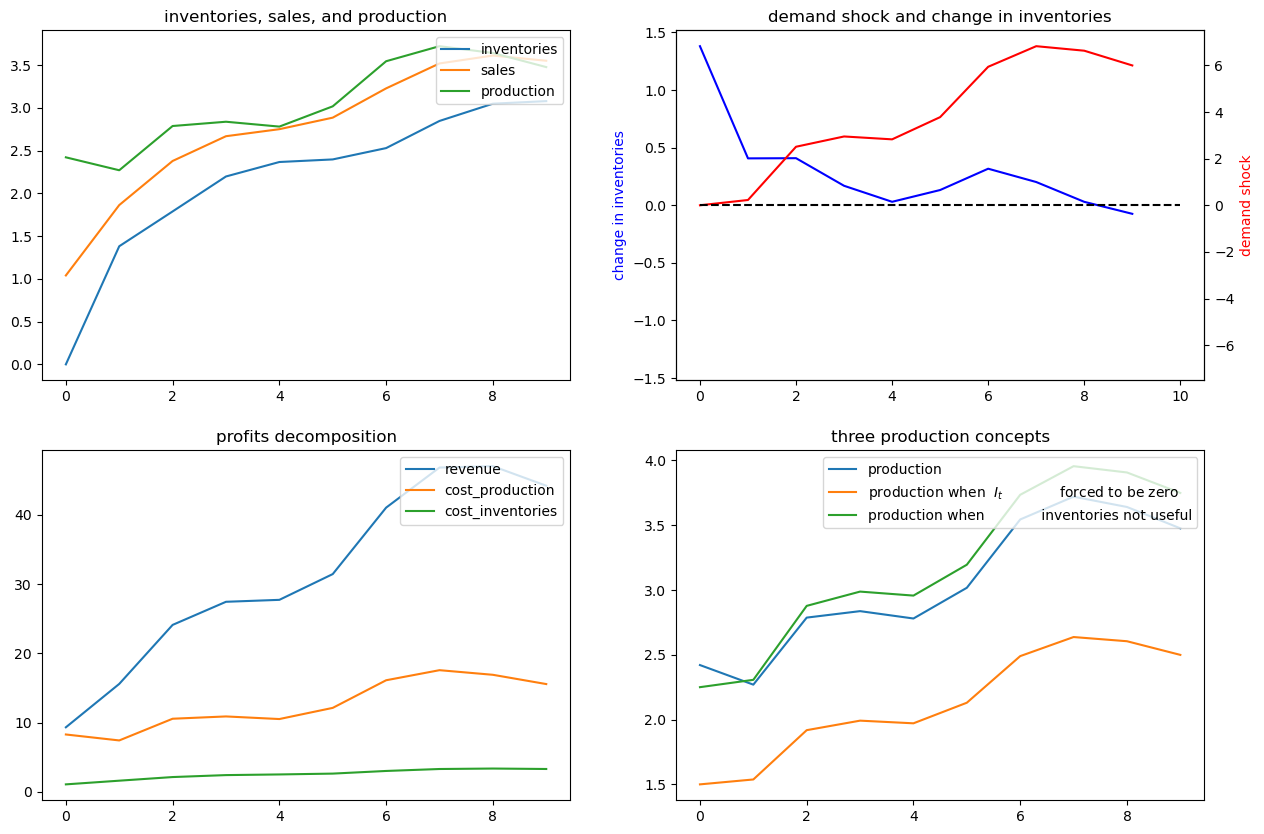 inventories, sales, and production
inventories
sales
production
3.5
3.0
2.5
2.0
1.5
1.0
0.5
0.0
0 2 4 6 8
demand shock and change in inventories
change in inventories
1.5
1.0
0.5
0.0
−0.5
−1.0
−1.5
6
4
2
0
−2
−4
−6
demand shock
0 2 4 6 8 10
profits decomposition
revenue
cost_production
cost_inventories
40
30
20
10
0
0 2 4 6 8
three production concepts
production
production when I_t forced to be zero
production when inventories not useful
4.0
3.5
3.0
2.5
2.0
1.5
0 2 4 6 8